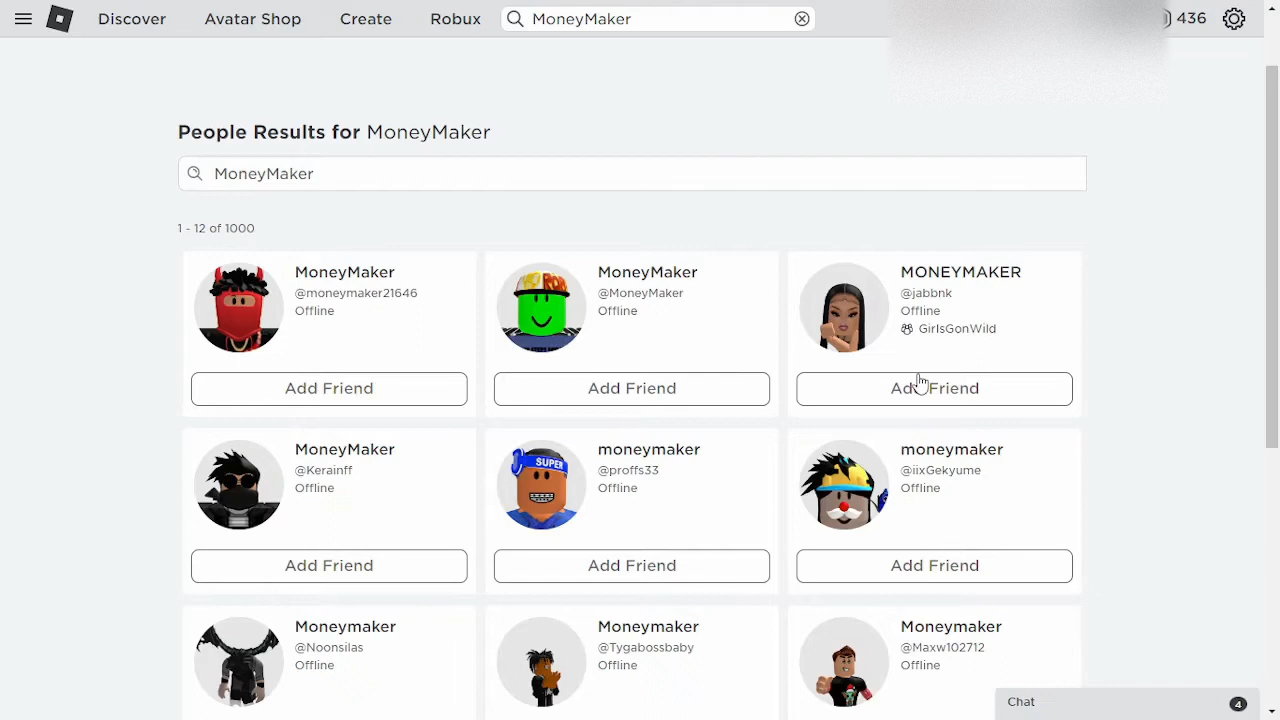 Discover Avatar Shop Create Robux MoneyMaker 436
People Results for MoneyMaker
MoneyMaker
1 - 12 of 1000
MoneyMaker
@moneymaker21646
Offline
Add Friend
MoneyMaker
@MoneyMaker
Offline
Add Friend
MONEYMAKER
@jabbnk
Offline
GirlsGonWild
Add Friend
MoneyMaker
@Kerainff
Offline
Add Friend
SUPER
moneymaker
@proffs33
Offline
Add Friend
moneymaker
@iixGekyume
Offline
Add Friend
Moneymaker
@Noonsilas
Offline
Moneymaker
@Tygabossbaby
Offline
Moneymaker
@Maxw102712
Offline
Chat 4